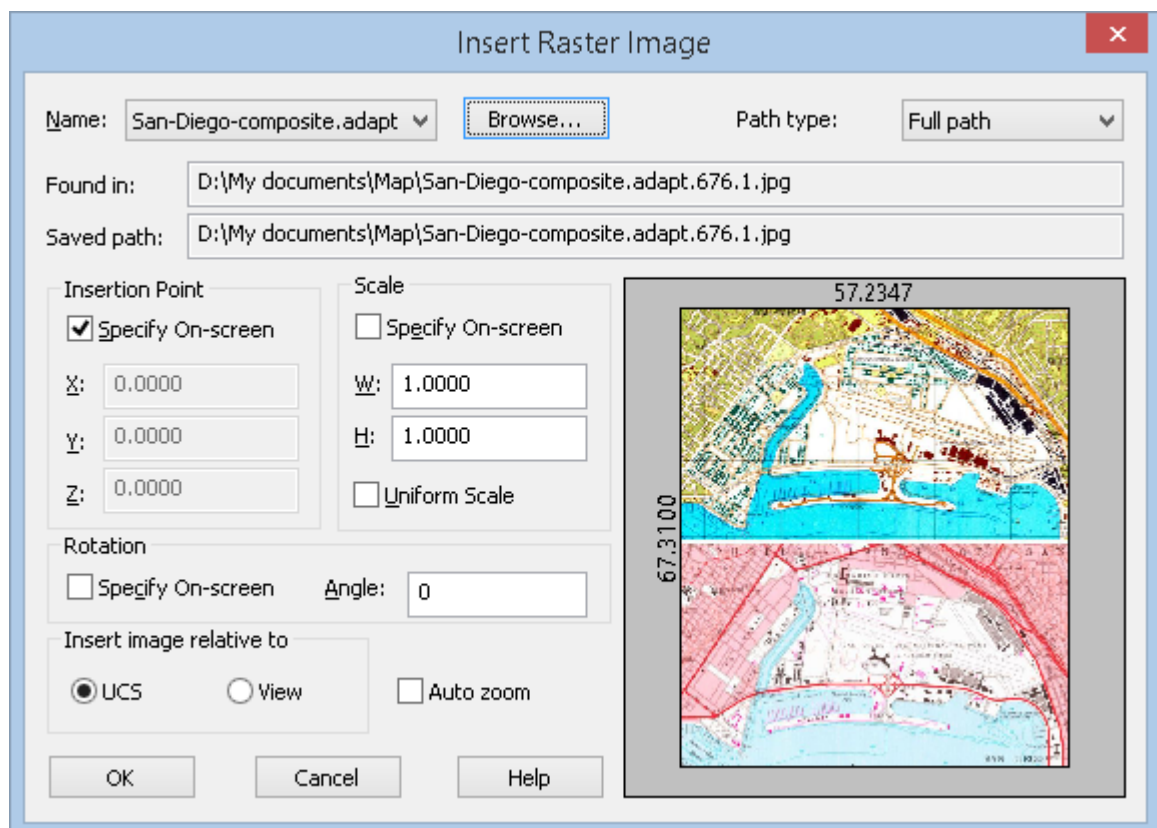 Insert Raster Image
Name: San-Diego-composite.adapt Browse... Path type: Full path
Found in: D:\My documents\Map\San-Diego-composite.adapt.676.1.jpg
Saved path: D:\My documents\Map\San-Diego-composite.adapt.676.1.jpg
Insertion Point
Specify On-screen
X: 0.0000
Y: 0.0000
Z: 0.0000
Scale
Specify On-screen
W: 1.0000
H: 1.0000
Uniform Scale
Rotation
Specify On-screen Angle: 0
Insert image relative to
UCS View Auto zoom
OK Cancel Help
57.2347
67.3100